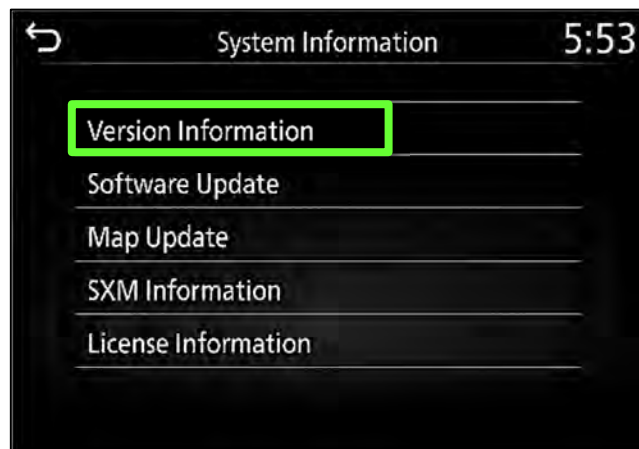 System Information 5:53
Version Information
Software Update
Map Update
SXM Information
License Information